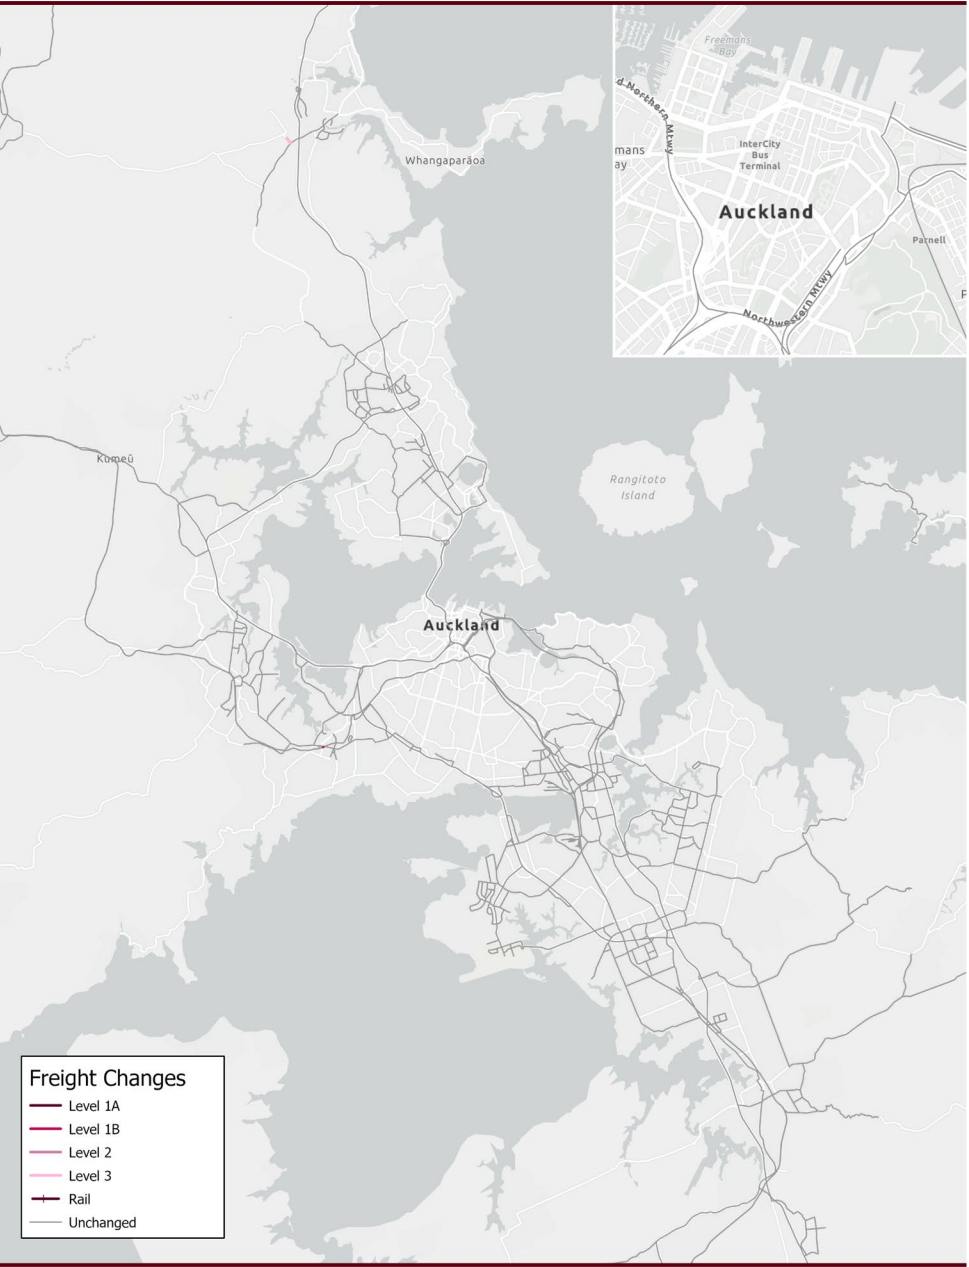 Freemans
Bay
d Northern Mtwy
mans
ay
InterCity
Bus
Terminal
Auckland
Parnell
F
Northwestern Mtwy
Whangaparāoa
Kumeū
Rangitoto
Island
Auckland
Freight Changes
Level 1A
Level 1B
Level 2
Level 3
Rail
Unchanged